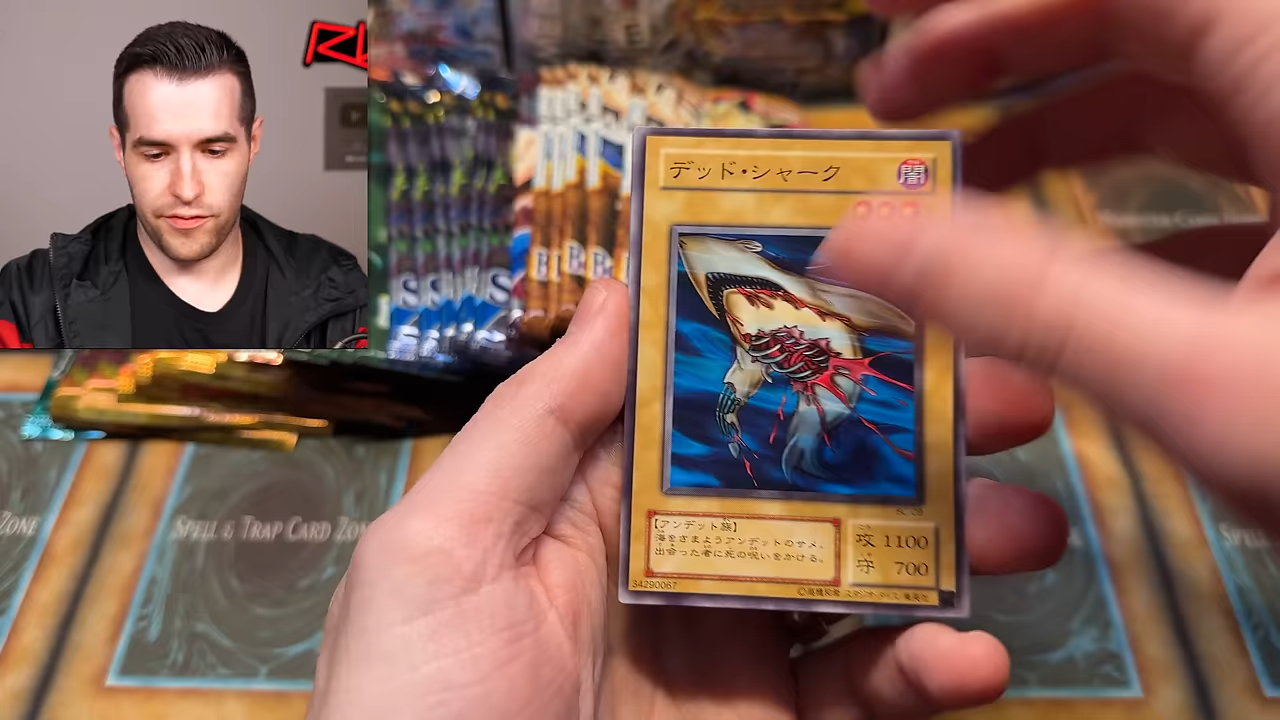 デッド・シャーク
闇
【アンデット族】
海をさまようアンデットのサメ。
出会った者に死の呪いをかける。
攻 1100
守 700
34290067
SPELL & TRAP CARD ZON
ZONE